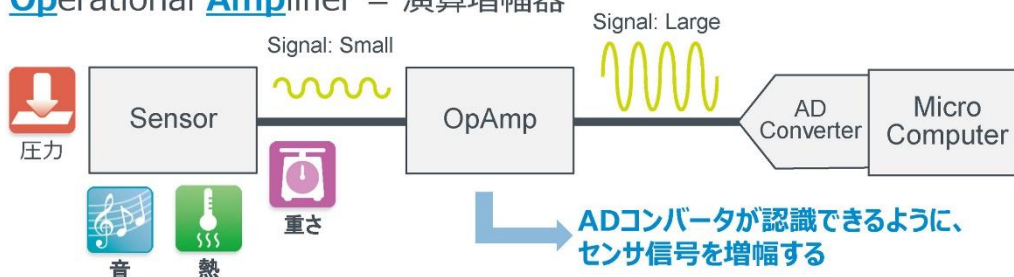 Operational Amplifier = 演算増幅器
Signal: Small
Signal: Large
Sensor
OpAmp
AD
Converter
Micro
Computer
圧力
音
熱
重さ
ADコンバータが認識できるように、
センサ信号を増幅する